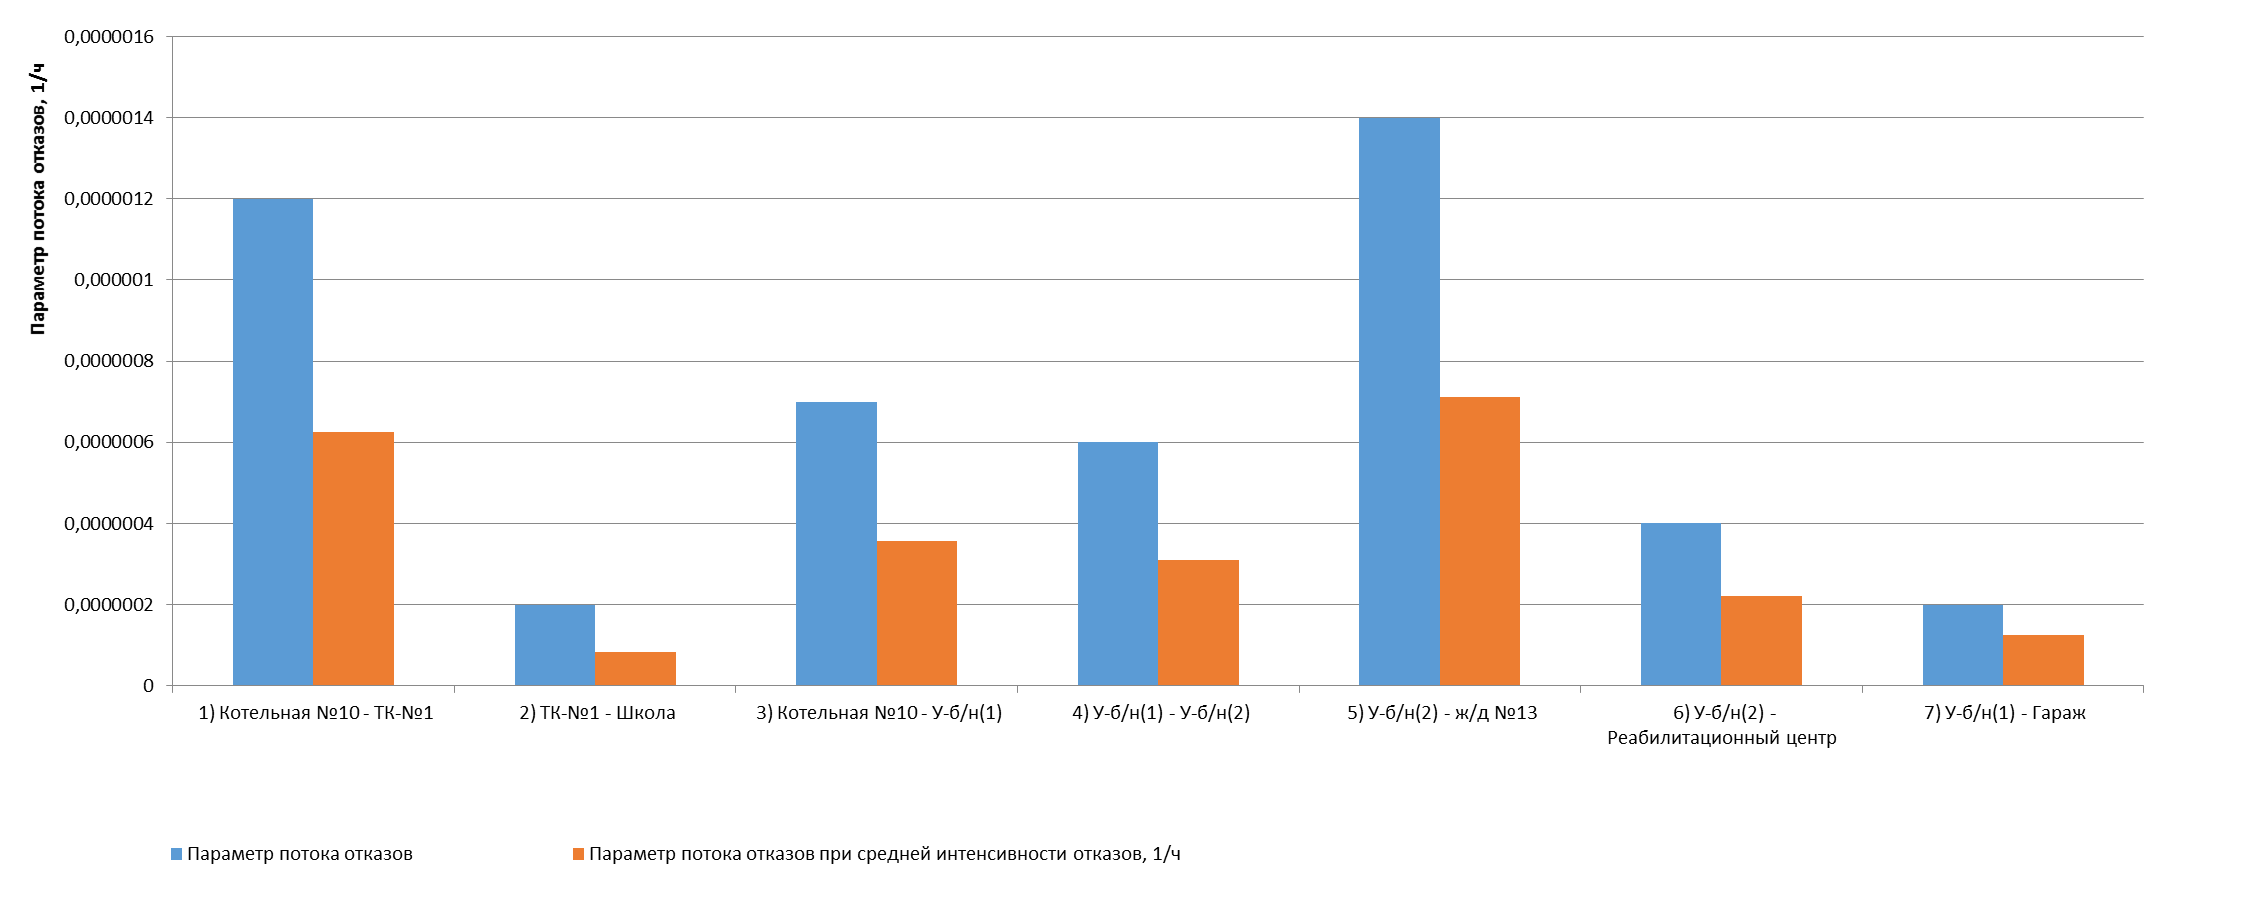 Параметр потока отказов, 1/ч
0,0000016
0,0000014
0,0000012
0,000001
0,0000008
0,0000006
0,0000004
0,0000002
0
1) Котельная №10 - ТК-№1
2) ТК-№1 - Школа
3) Котельная №10 - У-б/н(1)
4) У-б/н(1) - У-б/н(2)
5) У-б/н(2) - ж/д №13
6) У-б/н(2) -
Реабилитационный центр
7) У-б/н(1) - Гараж
Параметр потока отказов
Параметр потока отказов при средней интенсивности отказов, 1/ч